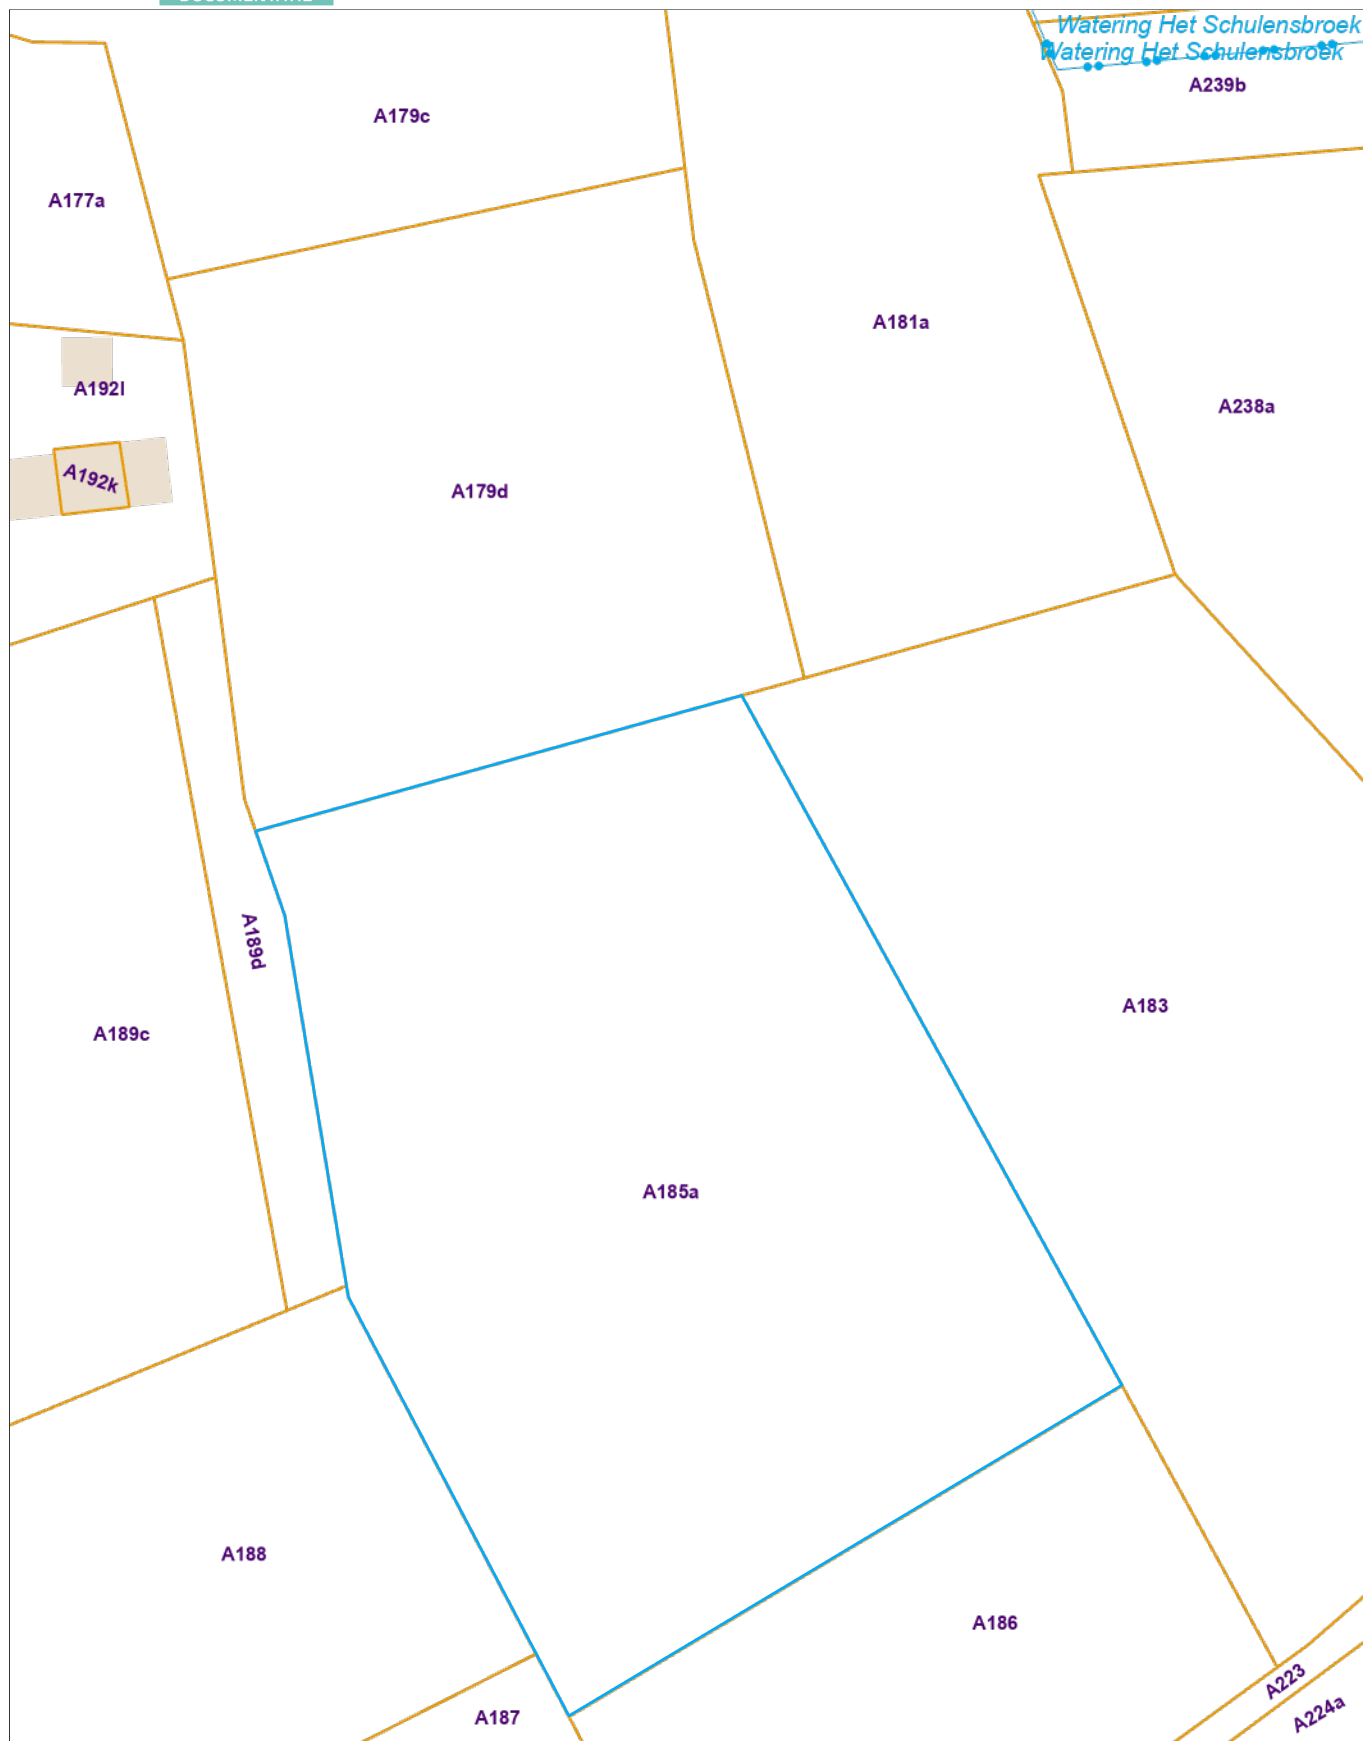 Watering Het Schulensbroek
Watering Het Schulensbroek
A239b
A179c
A177a
A181a
A192l
A238a
A192k
A179d
A189d
A183
A189c
A185a
A188
A186
A223
A224a
A187